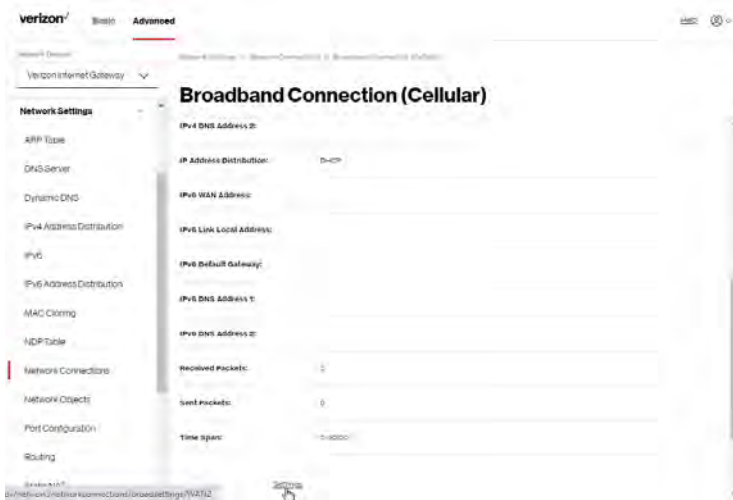 verizon✓
Basic
Advanced
Verizon Internet Gateway
Network Settings
Broadband Connection (Cellular)
IPv4 DNS Address 2:
ARP Table
IP Address Distribution: DHCP
DNS Server
IPv6 WAN Address:
Dynamic DNS
IPv4 Address Distribution
IPv6 Link Local Address:
IPv6
IPv6 Default Gateway:
IPv6 Address Distribution
IPv6 DNS Address 1:
MAC Cloning
IPv6 DNS Address 2:
NDP Table
Network Connections
Received Packets:
Network Objects
Sent Packets: 0
Port Configuration
Time Span:
Routing
Settings